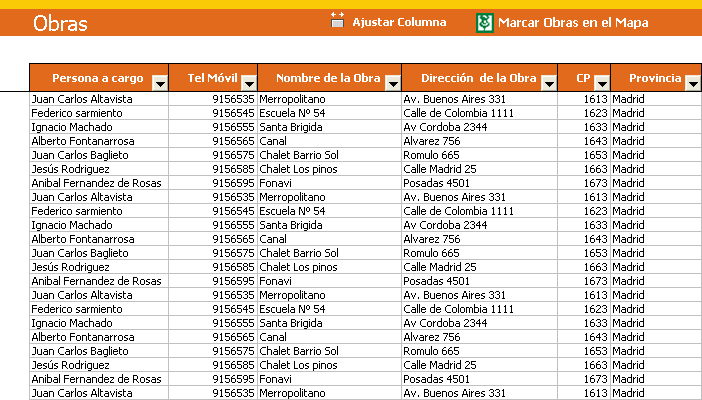 Obras Ajustar Columna Marcar Obras en el Mapa
Persona a cargo Tel Móvil Nombre de la Obra Dirección de la Obra CP Provincia
Juan Carlos Altavista 9156535 Merropolitano Av. Buenos Aires 331 1613 Madrid
Federico sarmiento 9156545 Escuela Nº 54 Calle de Colombia 1111 1623 Madrid
Ignacio Machado 9156555 Santa Brigida Av Cordoba 2344 1633 Madrid
Alberto Fontanarrosa 9156565 Canal Alvarez 756 1643 Madrid
Juan Carlos Baglieto 9156575 Chalet Barrio Sol Romulo 665 1653 Madrid
Jesús Rodriguez 9156585 Chalet Los pinos Calle Madrid 25 1663 Madrid
Anibal Fernandez de Rosas 9156595 Fonavi Posadas 4501 1673 Madrid
Juan Carlos Altavista 9156535 Merropolitano Av. Buenos Aires 331 1613 Madrid
Federico sarmiento 9156545 Escuela Nº 54 Calle de Colombia 1111 1623 Madrid
Ignacio Machado 9156555 Santa Brigida Av Cordoba 2344 1633 Madrid
Alberto Fontanarrosa 9156565 Canal Alvarez 756 1643 Madrid
Juan Carlos Baglieto 9156575 Chalet Barrio Sol Romulo 665 1653 Madrid
Jesús Rodriguez 9156585 Chalet Los pinos Calle Madrid 25 1663 Madrid
Anibal Fernandez de Rosas 9156595 Fonavi Posadas 4501 1673 Madrid
Juan Carlos Altavista 9156535 Merropolitano Av. Buenos Aires 331 1613 Madrid
Federico sarmiento 9156545 Escuela Nº 54 Calle de Colombia 1111 1623 Madrid
Ignacio Machado 9156555 Santa Brigida Av Cordoba 2344 1633 Madrid
Alberto Fontanarrosa 9156565 Canal Alvarez 756 1643 Madrid
Juan Carlos Baglieto 9156575 Chalet Barrio Sol Romulo 665 1653 Madrid
Jesús Rodriguez 9156585 Chalet Los pinos Calle Madrid 25 1663 Madrid
Anibal Fernandez de Rosas 9156595 Fonavi Posadas 4501 1673 Madrid
Juan Carlos Altavista 9156535 Merropolitano Av. Buenos Aires 331 1613 Madrid